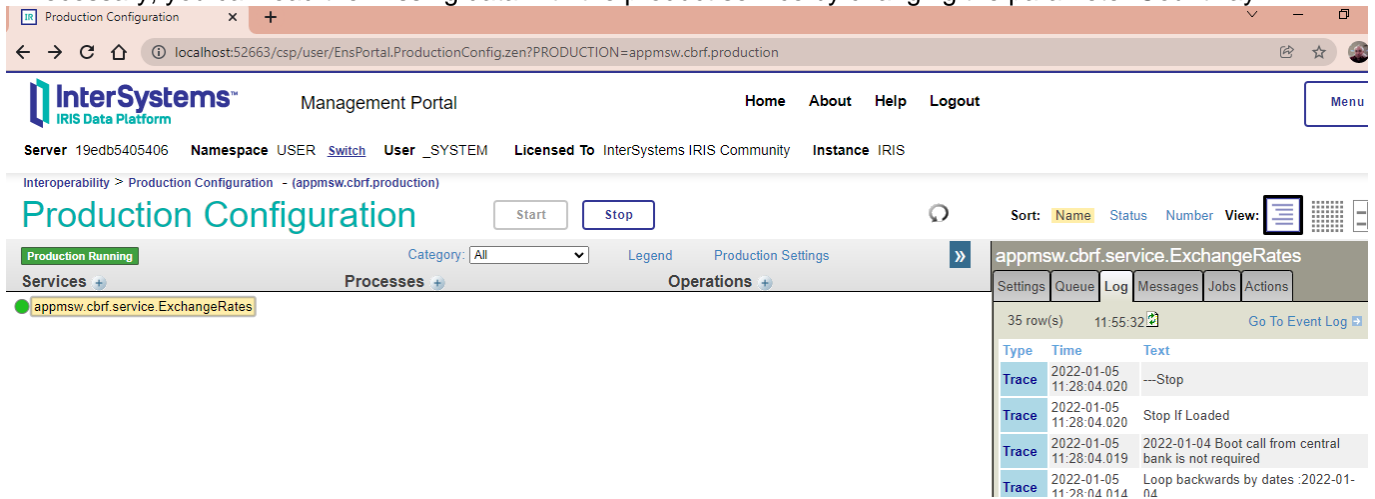 Production Configuration
localhost:52663/csp/user/EnsPortal.ProductionConfig.zen?PRODUCTION=appmsw.cbrf.production
InterSystems™
IRIS Data Platform
Management Portal
Home About Help Logout
Menu
Server 19edb5405406 Namespace USER Switch User _SYSTEM Licensed To InterSystems IRIS Community Instance IRIS
Interoperability > Production Configuration - (appmsw.cbrf.production)
Production Configuration
Start Stop
Sort: Name Status Number View:
Production Running
Category: All
Legend Production Settings
»
Services Processes Operations
appmsw.cbrf.service.ExchangeRates
appmsw.cbrf.service.ExchangeRates
Settings Queue Log Messages Jobs Actions
35 row(s) 11:55:32 Go To Event Log
Type Time Text
Trace 2022-01-05 11:28:04.020 ---Stop
Trace 2022-01-05 11:28:04.020 Stop If Loaded
Trace 2022-01-05 11:28:04.019 2022-01-04 Boot call from central bank is not required
Trace 2022-01-05 11:28:04.014 Loop backwards by dates :2022-01-04